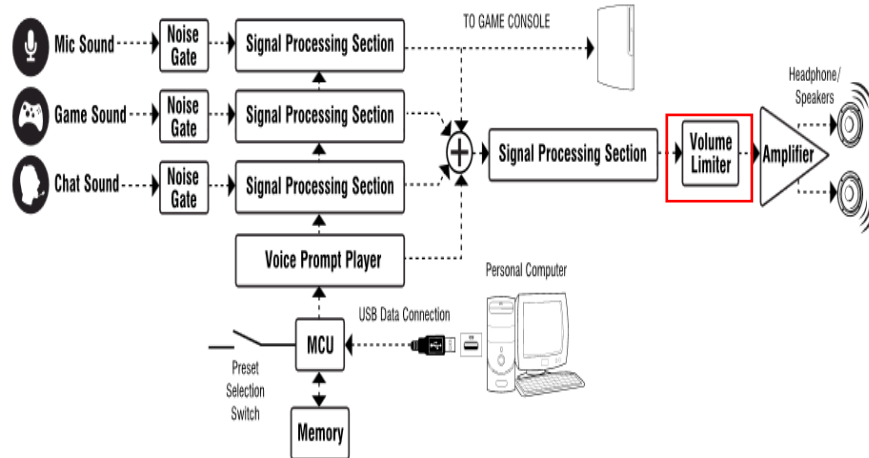 TO GAME CONSOLE
Mic Sound
Noise
Gate
Signal Processing Section
Headphone/
Speakers
Game Sound
Noise
Gate
Signal Processing Section
Signal Processing Section
Volume
Limiter
Amplifier
Chat Sound
Noise
Gate
Signal Processing Section
Voice Prompt Player
Personal Computer
USB Data Connection
MCU
Preset
Selection
Switch
Memory